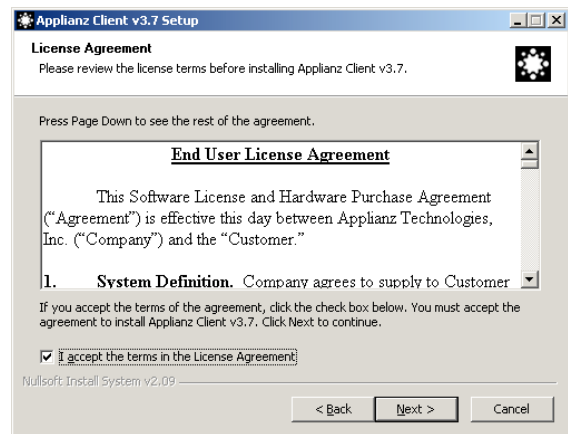 Applianz Client v3.7 Setup
License Agreement
Please review the license terms before installing Applianz Client v3.7.
Press Page Down to see the rest of the agreement.
End User License Agreement
This Software License and Hardware Purchase Agreement
(“Agreement”) is effective this day between Applianz Technologies,
Inc. (“Company”) and the “Customer.”
1. System Definition. Company agrees to supply to Customer
If you accept the terms of the agreement, click the check box below. You must accept the
agreement to install Applianz Client v3.7. Click Next to continue.
I accept the terms in the License Agreement
Nullsoft Install System v2.09
< Back Next > Cancel